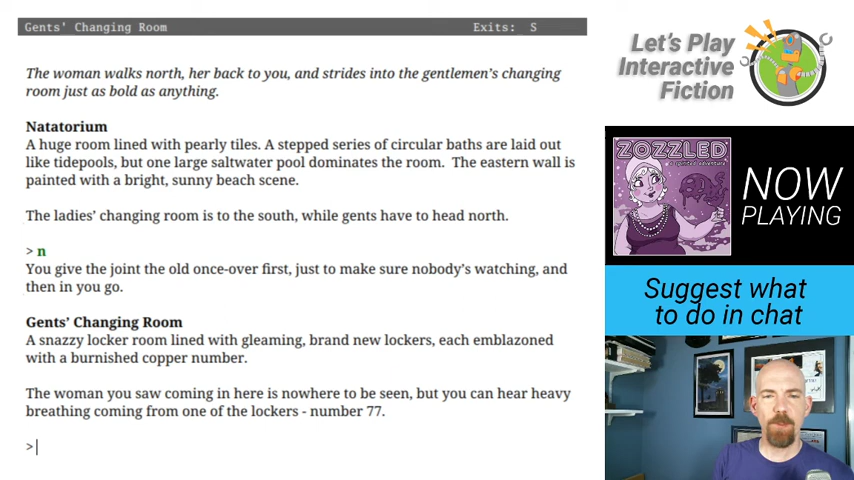 Gents' Changing Room Exits: S
The woman walks north, her back to you, and strides into the gentlemen's changing
room just as bold as anything.
Natatorium
A huge room lined with pearly tiles. A stepped series of circular baths are laid out
like tidepools, but one large saltwater pool dominates the room. The eastern wall is
painted with a bright, sunny beach scene.
The ladies' changing room is to the south, while gents have to head north.
> n
You give the joint the old once-over first, just to make sure nobody's watching, and
then in you go.
Gents' Changing Room
A snazzy locker room lined with gleaming, brand new lockers, each emblazoned
with a burnished copper number.
The woman you saw coming in here is nowhere to be seen, but you can hear heavy
breathing coming from one of the lockers - number 77.
>
Let's Play
Interactive
Fiction
ZOZZLED
a spirited adventure
NOW
PLAYING
Suggest what
to do in chat